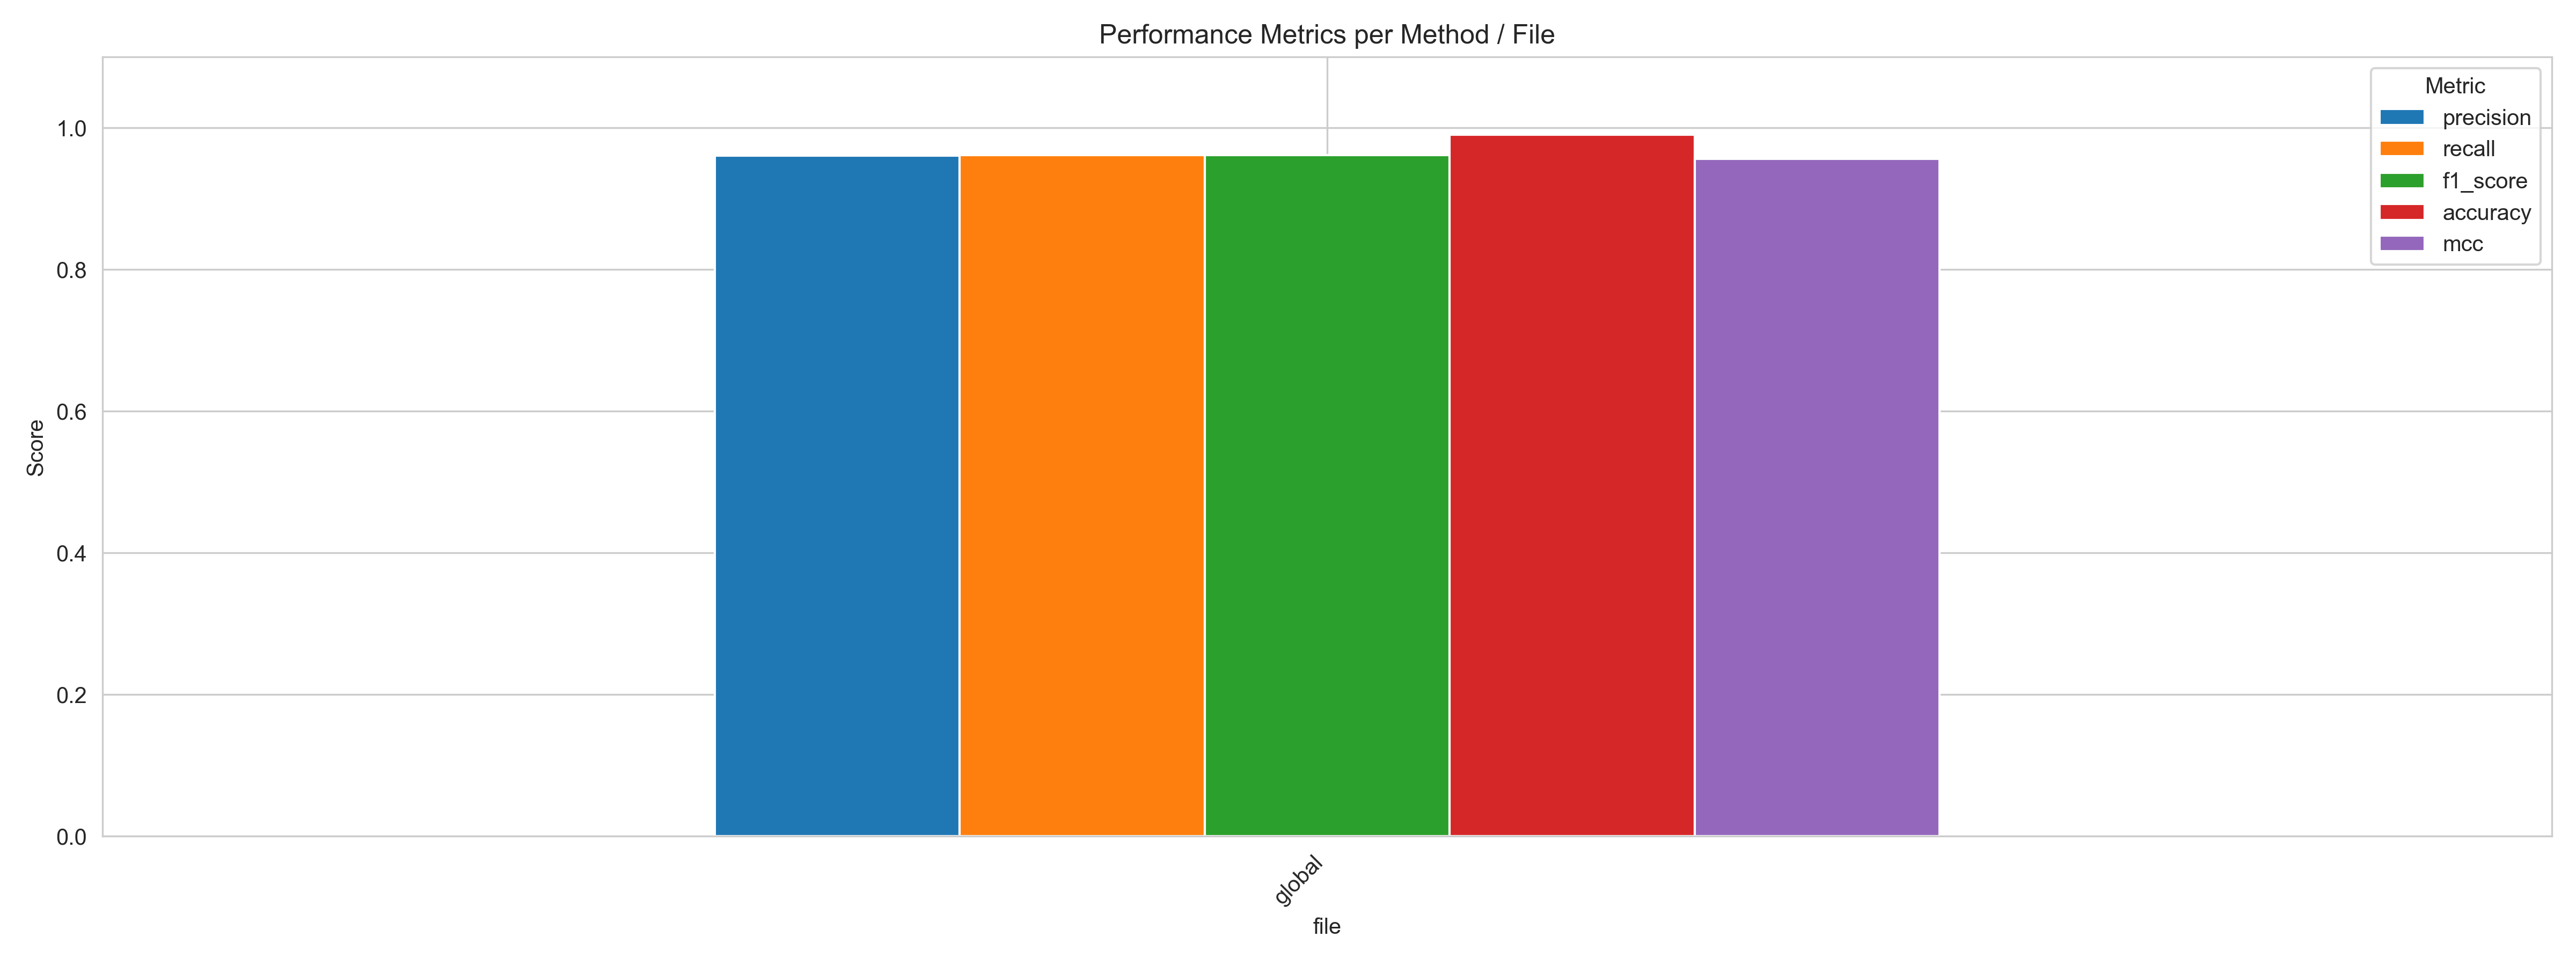 Performance Metrics per Method / File
Metric
precision
recall
f1_score
accuracy
mcc
Score
1.0
0.8
0.6
0.4
0.2
0.0
global
file